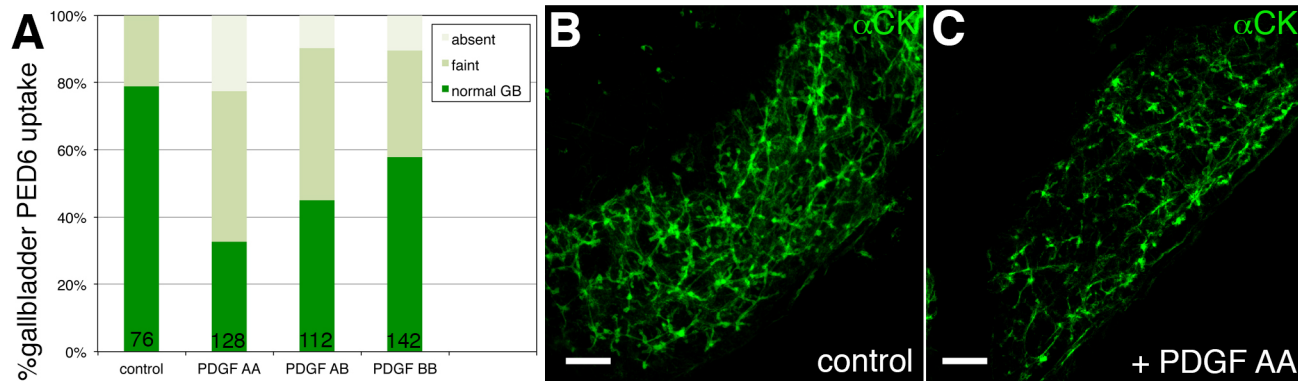 A
%gallbladder PED6 uptake
100%
80%
60%
40%
20%
0%
absent
faint
normal GB
76
128
112
142
control
PDGF AA
PDGF AB
PDGF BB
B
αCK
control
C
αCK
+ PDGF AA